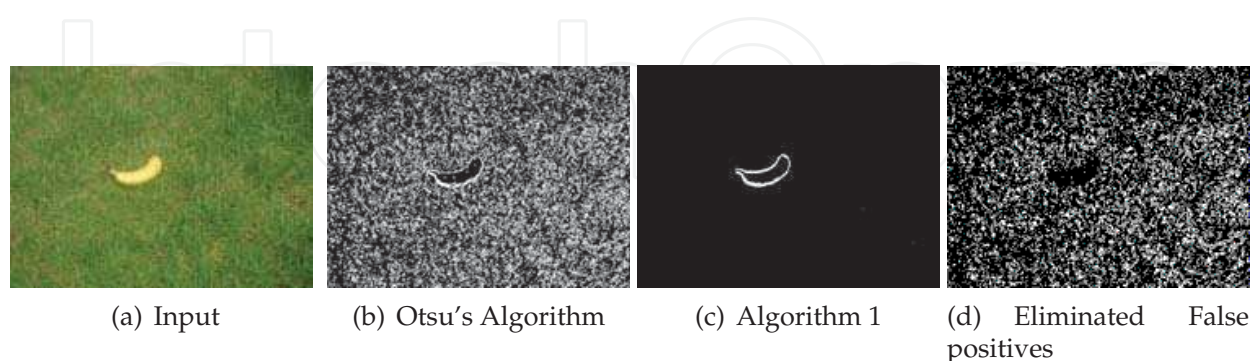 (a) Input
(b) Otsu's Algorithm
(c) Algorithm 1
(d) Eliminated False
positives